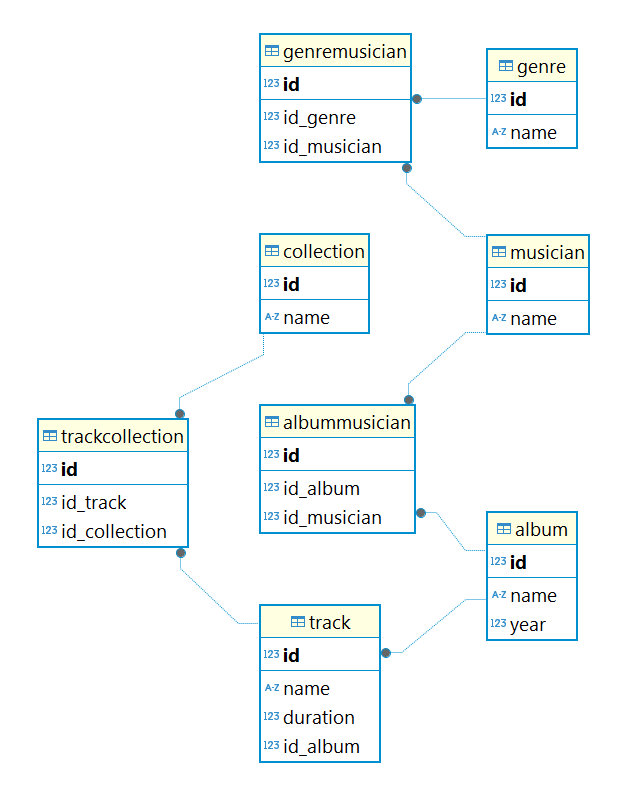 genremusician
123 id
123 id_genre
123 id_musician
genre
123 id
A-Z name
collection
123 id
A-Z name
musician
123 id
A-Z name
trackcollection
123 id
123 id_track
123 id_collection
albummusician
123 id
123 id_album
123 id_musician
album
123 id
A-Z name
123 year
track
123 id
A-Z name
123 duration
123 id_album